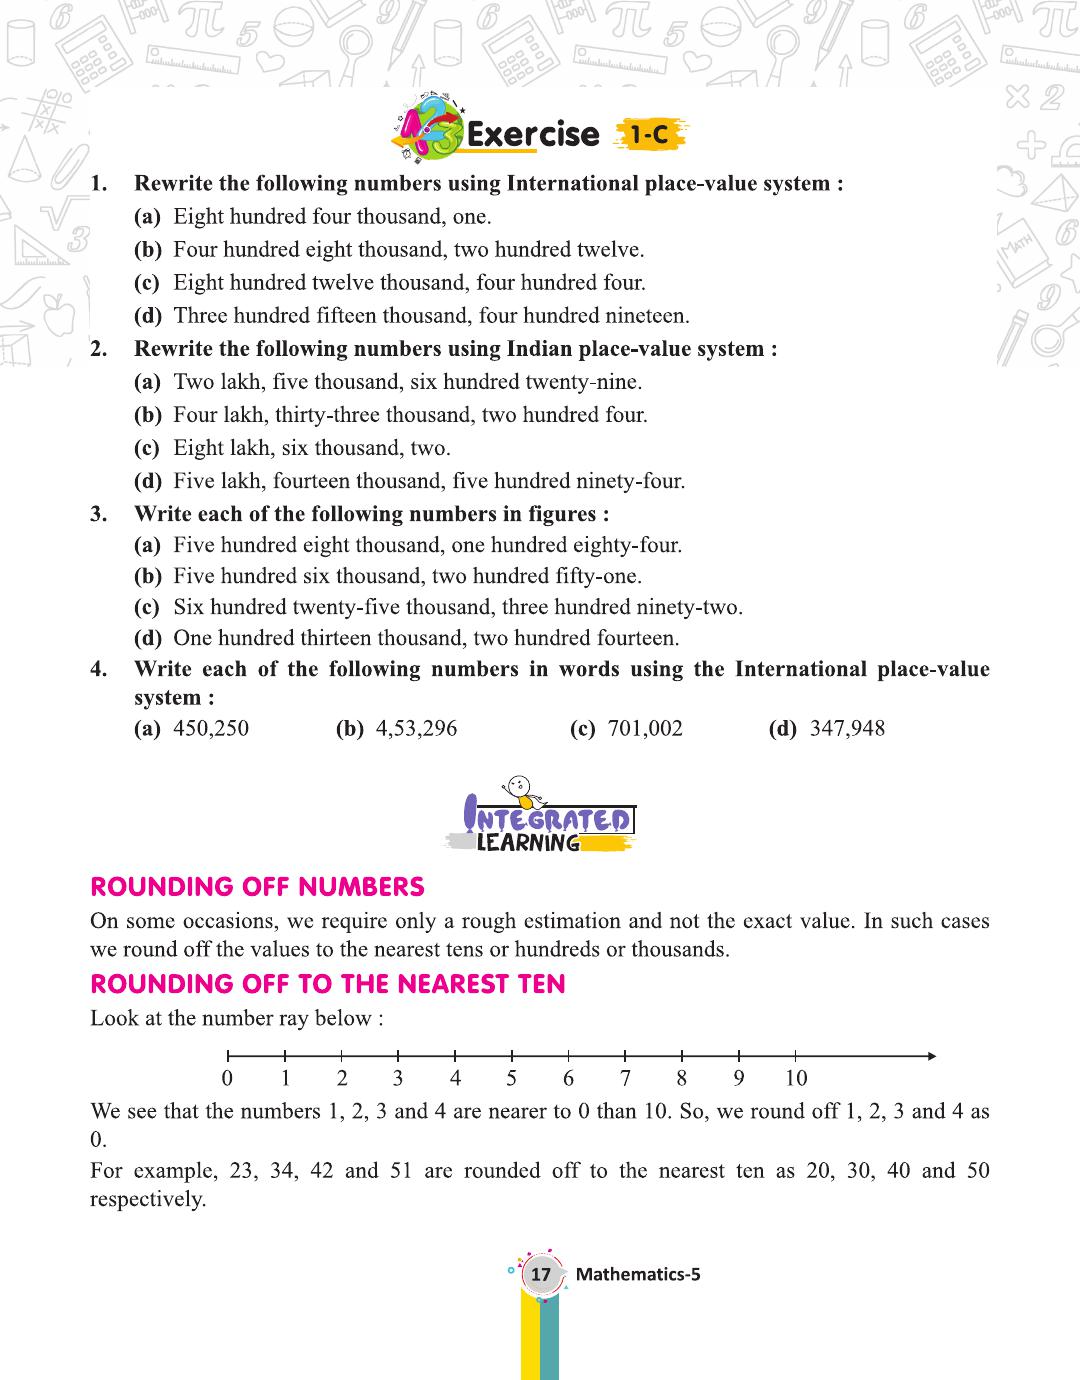 Exercise 1-C
1. Rewrite the following numbers using International place-value system :
(a) Eight hundred four thousand, one.
(b) Four hundred eight thousand, two hundred twelve.
(c) Eight hundred twelve thousand, four hundred four.
(d) Three hundred fifteen thousand, four hundred nineteen.
2. Rewrite the following numbers using Indian place-value system :
(a) Two lakh, five thousand, six hundred twenty-nine.
(b) Four lakh, thirty-three thousand, two hundred four.
(c) Eight lakh, six thousand, two.
(d) Five lakh, fourteen thousand, five hundred ninety-four.
3. Write each of the following numbers in figures :
(a) Five hundred eight thousand, one hundred eighty-four.
(b) Five hundred six thousand, two hundred fifty-one.
(c) Six hundred twenty-five thousand, three hundred ninety-two.
(d) One hundred thirteen thousand, two hundred fourteen.
4. Write each of the following numbers in words using the International place-value
system :
(a) 450,250 (b) 4,53,296 (c) 701,002 (d) 347,948
INTEGRATED
LEARNING
ROUNDING OFF NUMBERS
On some occasions, we require only a rough estimation and not the exact value. In such cases
we round off the values to the nearest tens or hundreds or thousands.
ROUNDING OFF TO THE NEAREST TEN
Look at the number ray below :
0 1 2 3 4 5 6 7 8 9 10
We see that the numbers 1, 2, 3 and 4 are nearer to 0 than 10. So, we round off 1, 2, 3 and 4 as
0.
For example, 23, 34, 42 and 51 are rounded off to the nearest ten as 20, 30, 40 and 50
respectively.
17 Mathematics-5